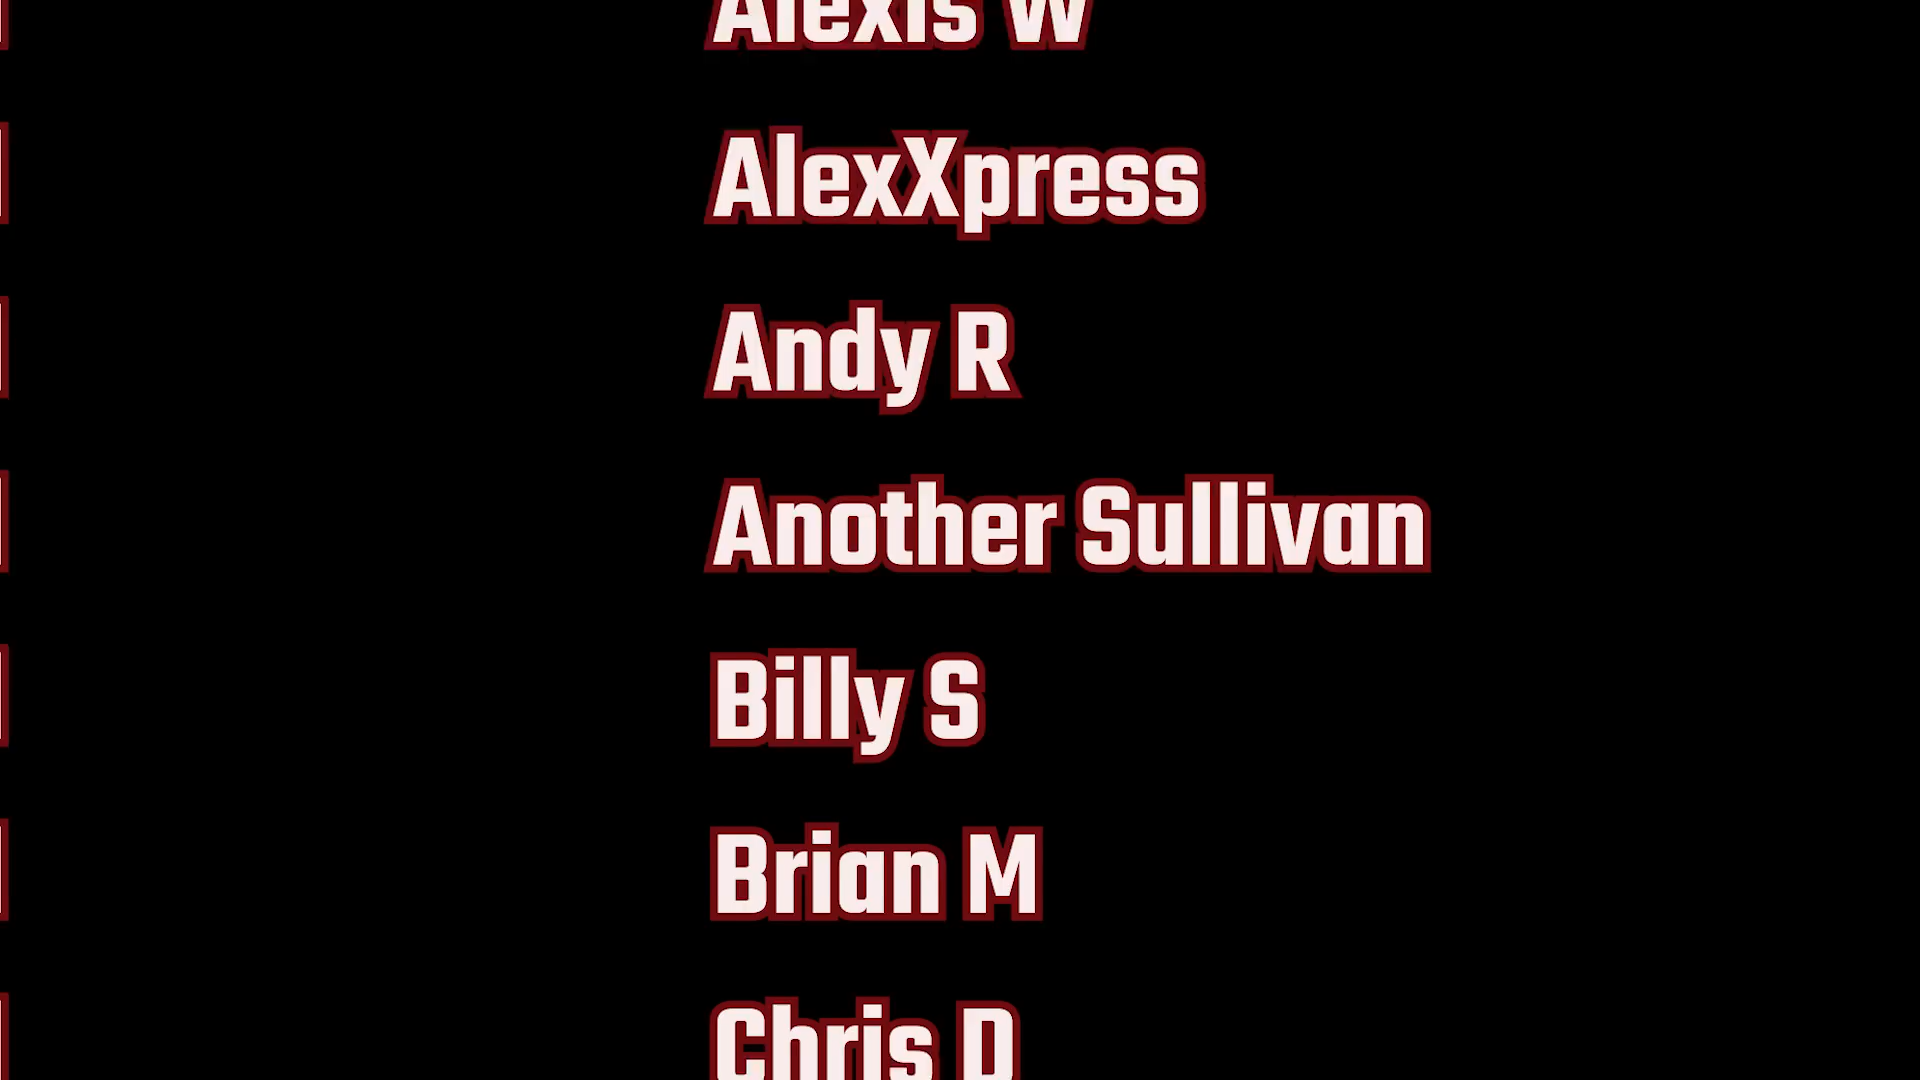 Alexis W
AlexXpress
Andy R
Another Sullivan
Billy S
Brian M
Chris D